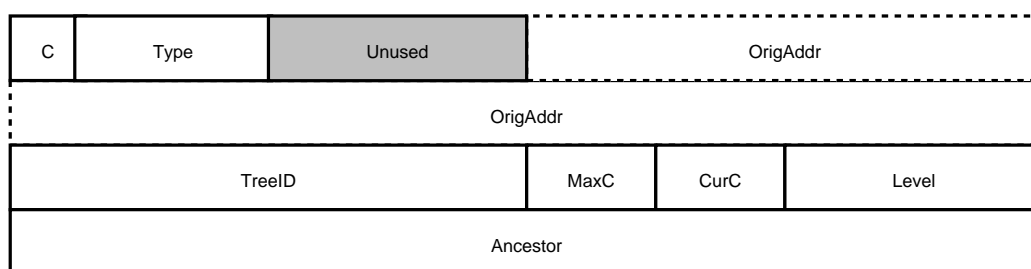 C Type Unused OrigAddr
OrigAddr
TreeID MaxC CurC Level
Ancestor